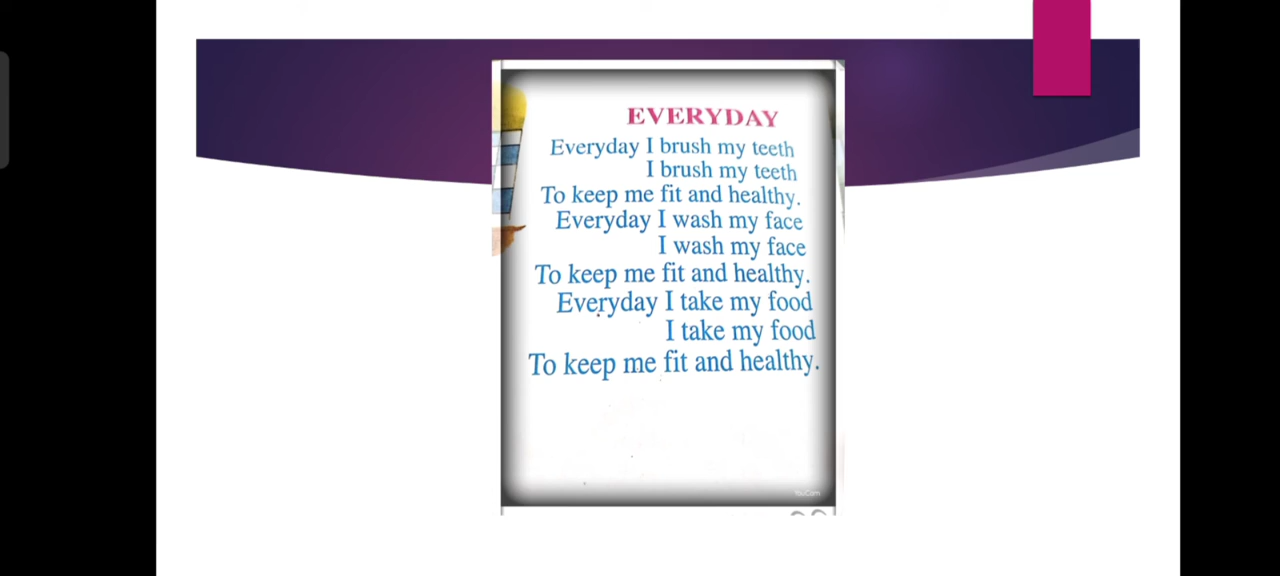 EVERYDAY
Everyday I brush my teeth
I brush my teeth
To keep me fit and healthy.
Everyday I wash my face
I wash my face
To keep me fit and healthy.
Everyday I take my food
I take my food
To keep me fit and healthy.
YouCam